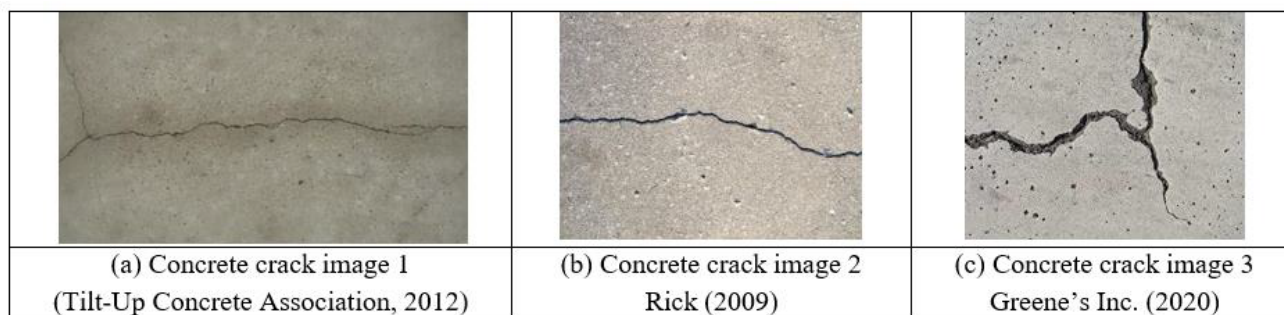 (a) Concrete crack image 1
(Tilt-Up Concrete Association, 2012)
(b) Concrete crack image 2
Rick (2009)
(c) Concrete crack image 3
Greene’s Inc. (2020)